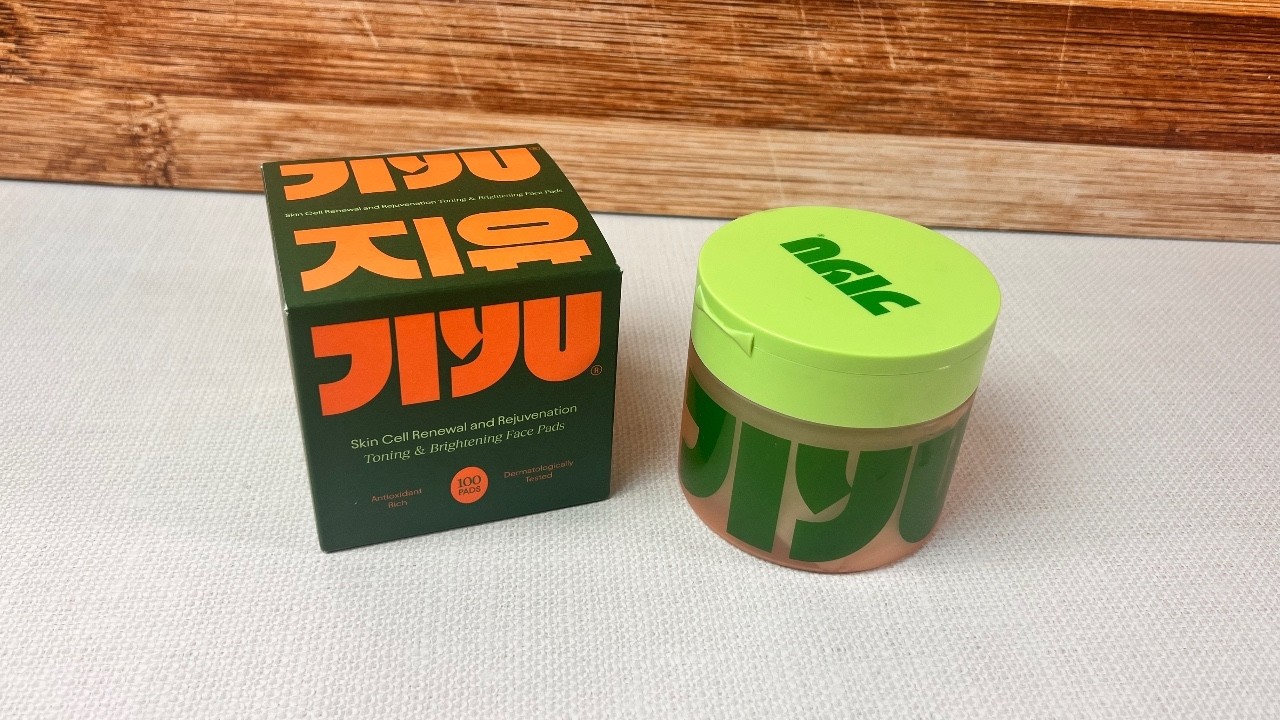 JIYU
Skin Cell Renewal and Rejuvenation Toning & Brightening Face Pads
지유
JIYU®
Skin Cell Renewal and Rejuvenation
Toning & Brightening Face Pads
Antioxidant
Rich
100
PADS
Dermatologically
Tested
JIYU
JIYU